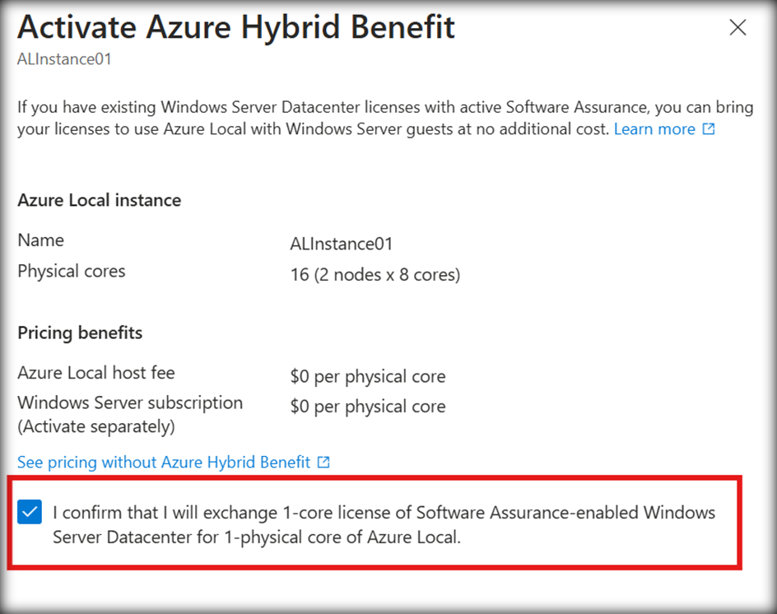 Activate Azure Hybrid Benefit
ALInstance01
If you have existing Windows Server Datacenter licenses with active Software Assurance, you can bring
your licenses to use Azure Local with Windows Server guests at no additional cost. Learn more
Azure Local instance
Name
ALInstance01
Physical cores
16 (2 nodes x 8 cores)
Pricing benefits
Azure Local host fee
$0 per physical core
Windows Server subscription
(Activate separately)
$0 per physical core
See pricing without Azure Hybrid Benefit
I confirm that I will exchange 1-core license of Software Assurance-enabled Windows
Server Datacenter for 1-physical core of Azure Local.